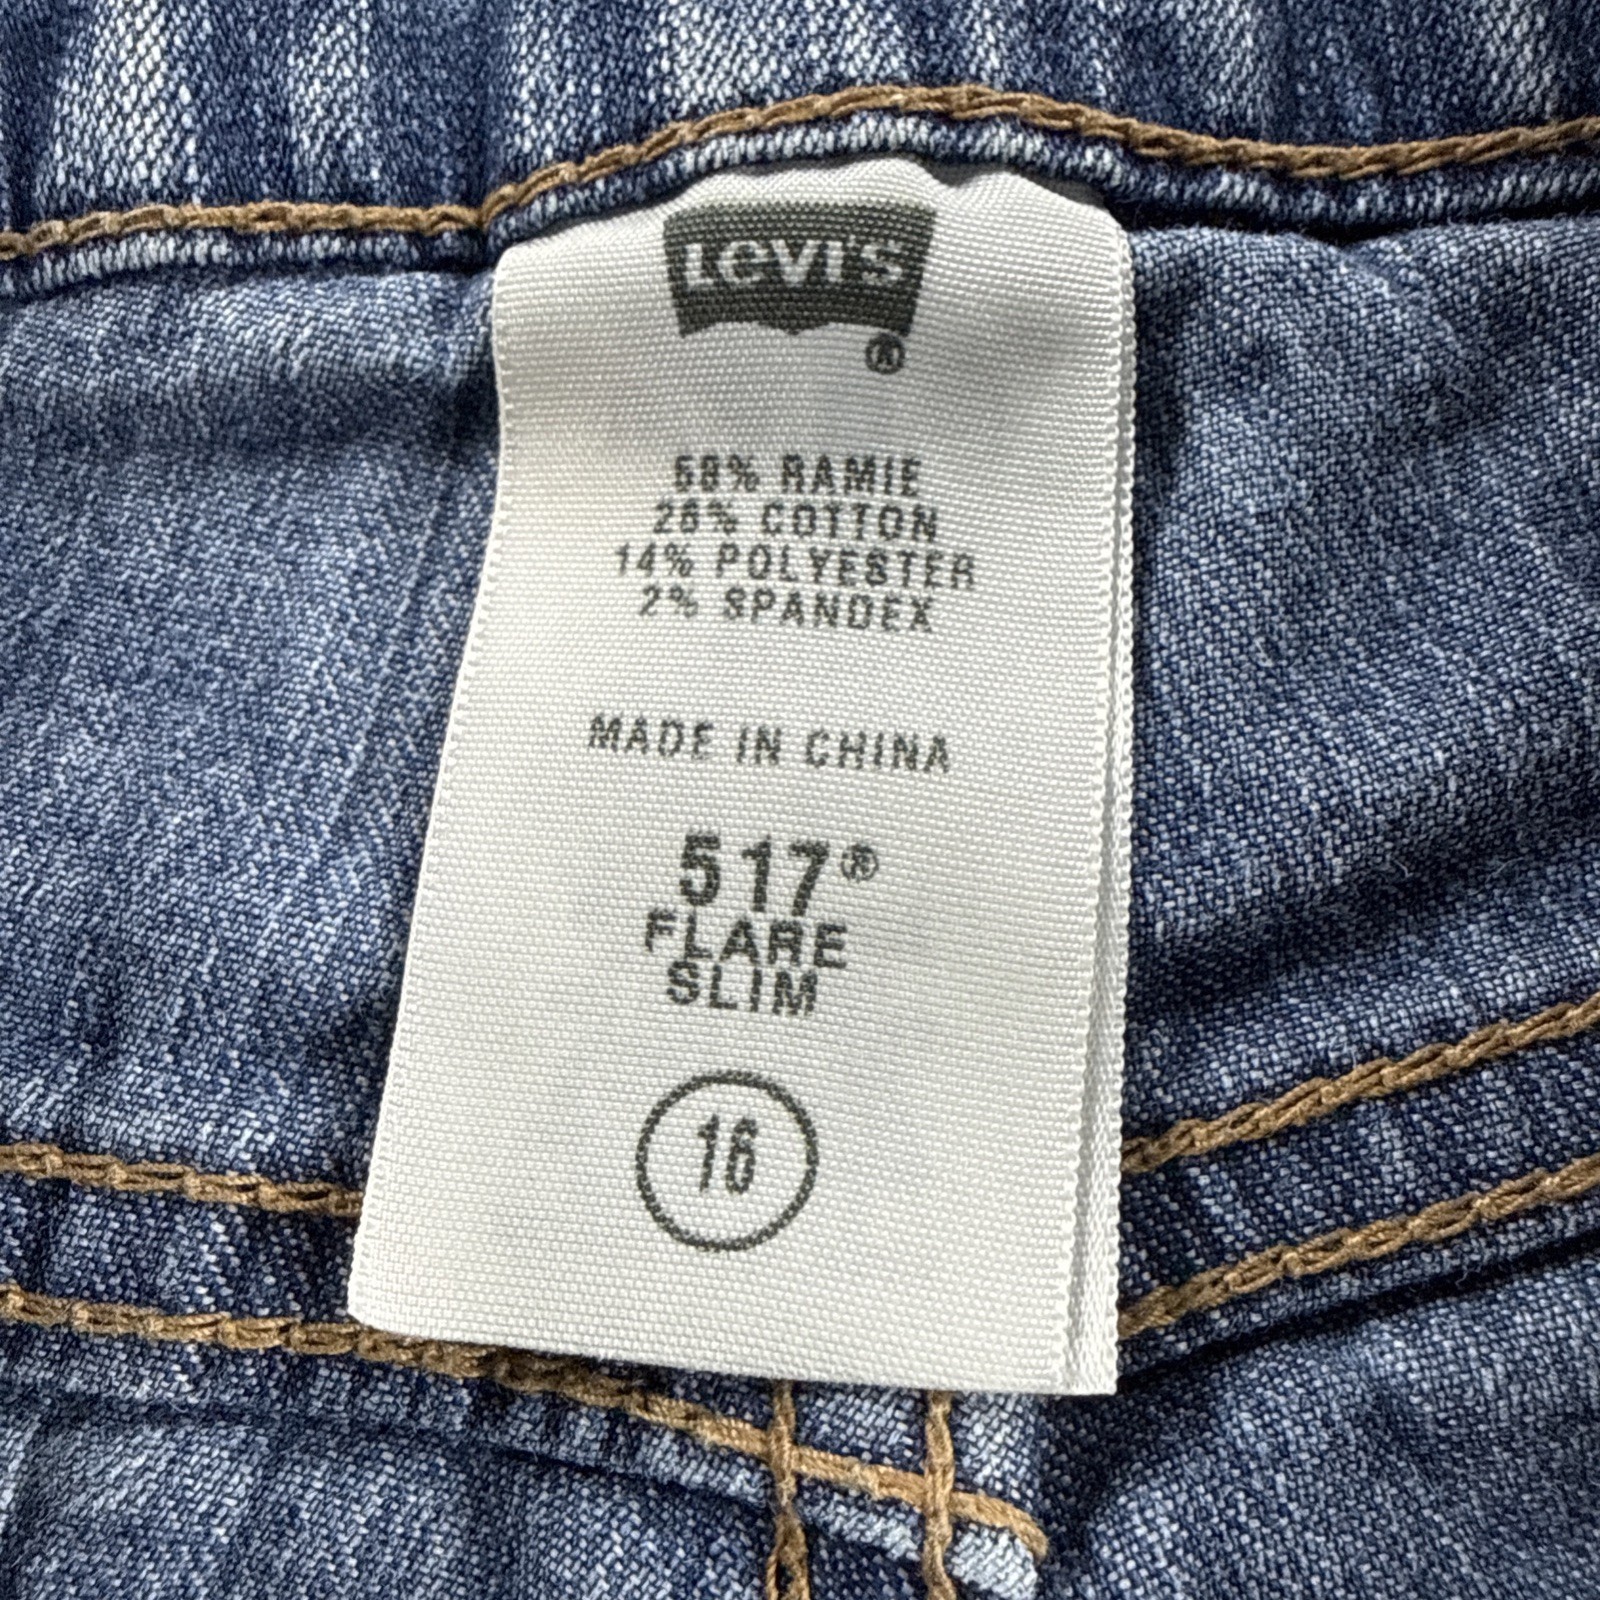 Levi's
®
58% RAMIE
26% COTTON
14% POLYESTER
2% SPANDEX
MADE IN CHINA
517®
FLARE
SLIM
16